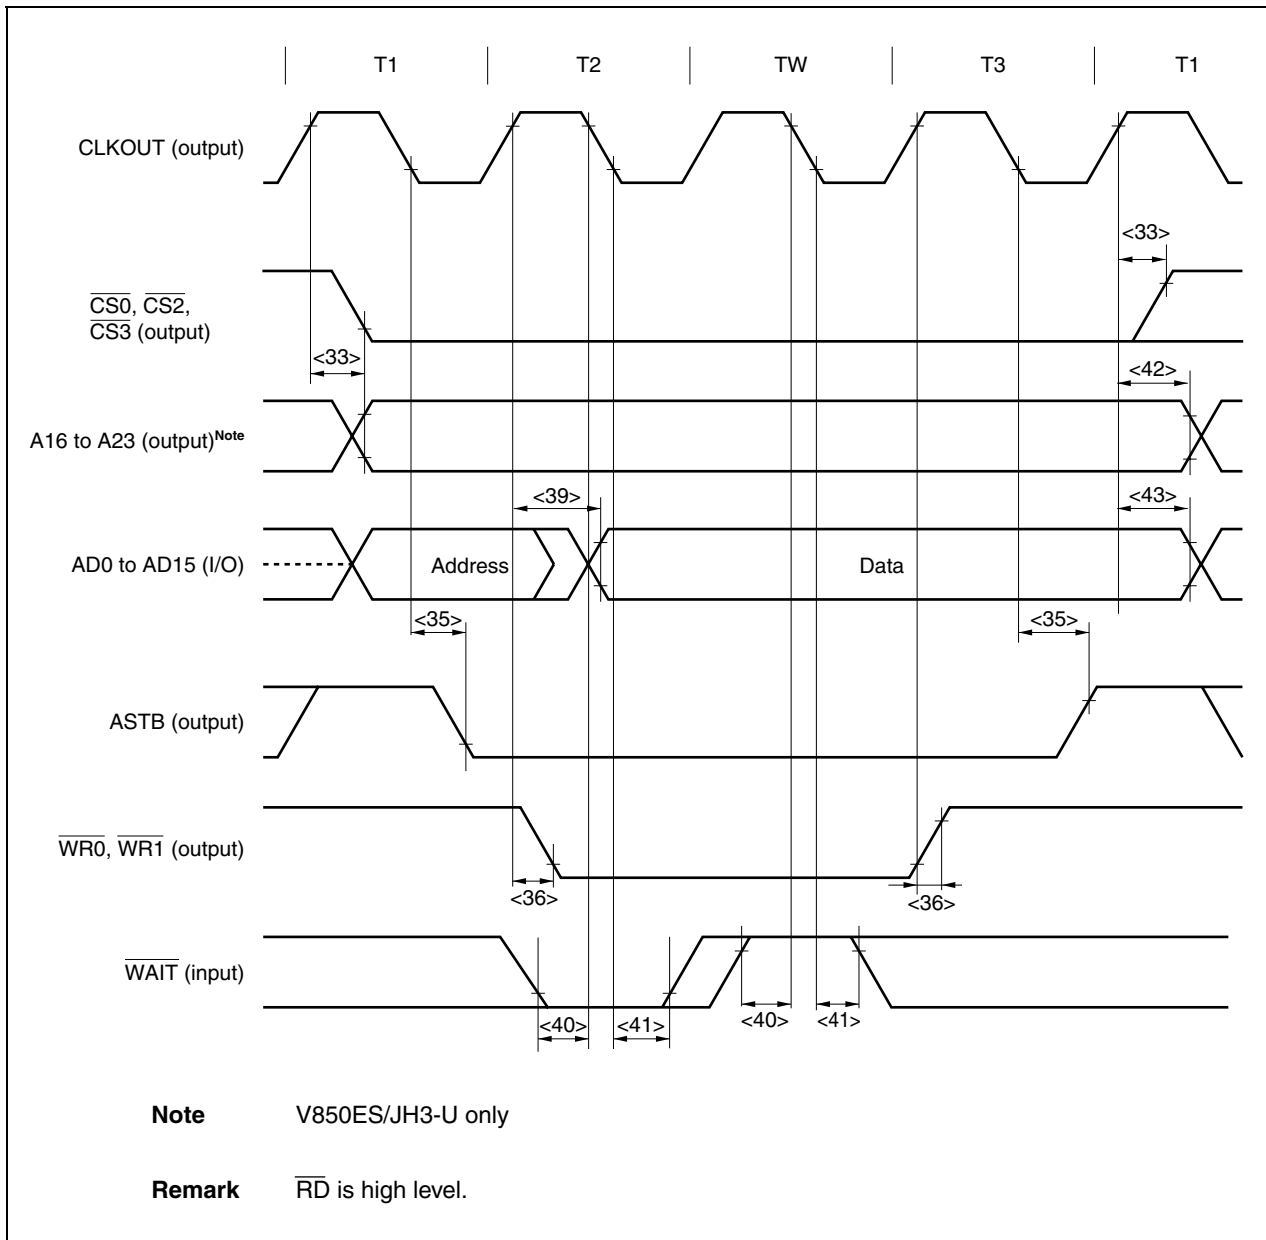 T1 T2 TW T3 T1
CLKOUT (output)
<33>
CS0, CS2,
CS3 (output)
<33>
<42>
A16 to A23 (output)Note
<39>
<43>
AD0 to AD15 (I/O)
Address
Data
<35>
<35>
ASTB (output)
WR0, WR1 (output)
<36>
<36>
WAIT (input)
<40>
<41>
<40>
<41>
Note V850ES/JH3-U only
Remark RD is high level.